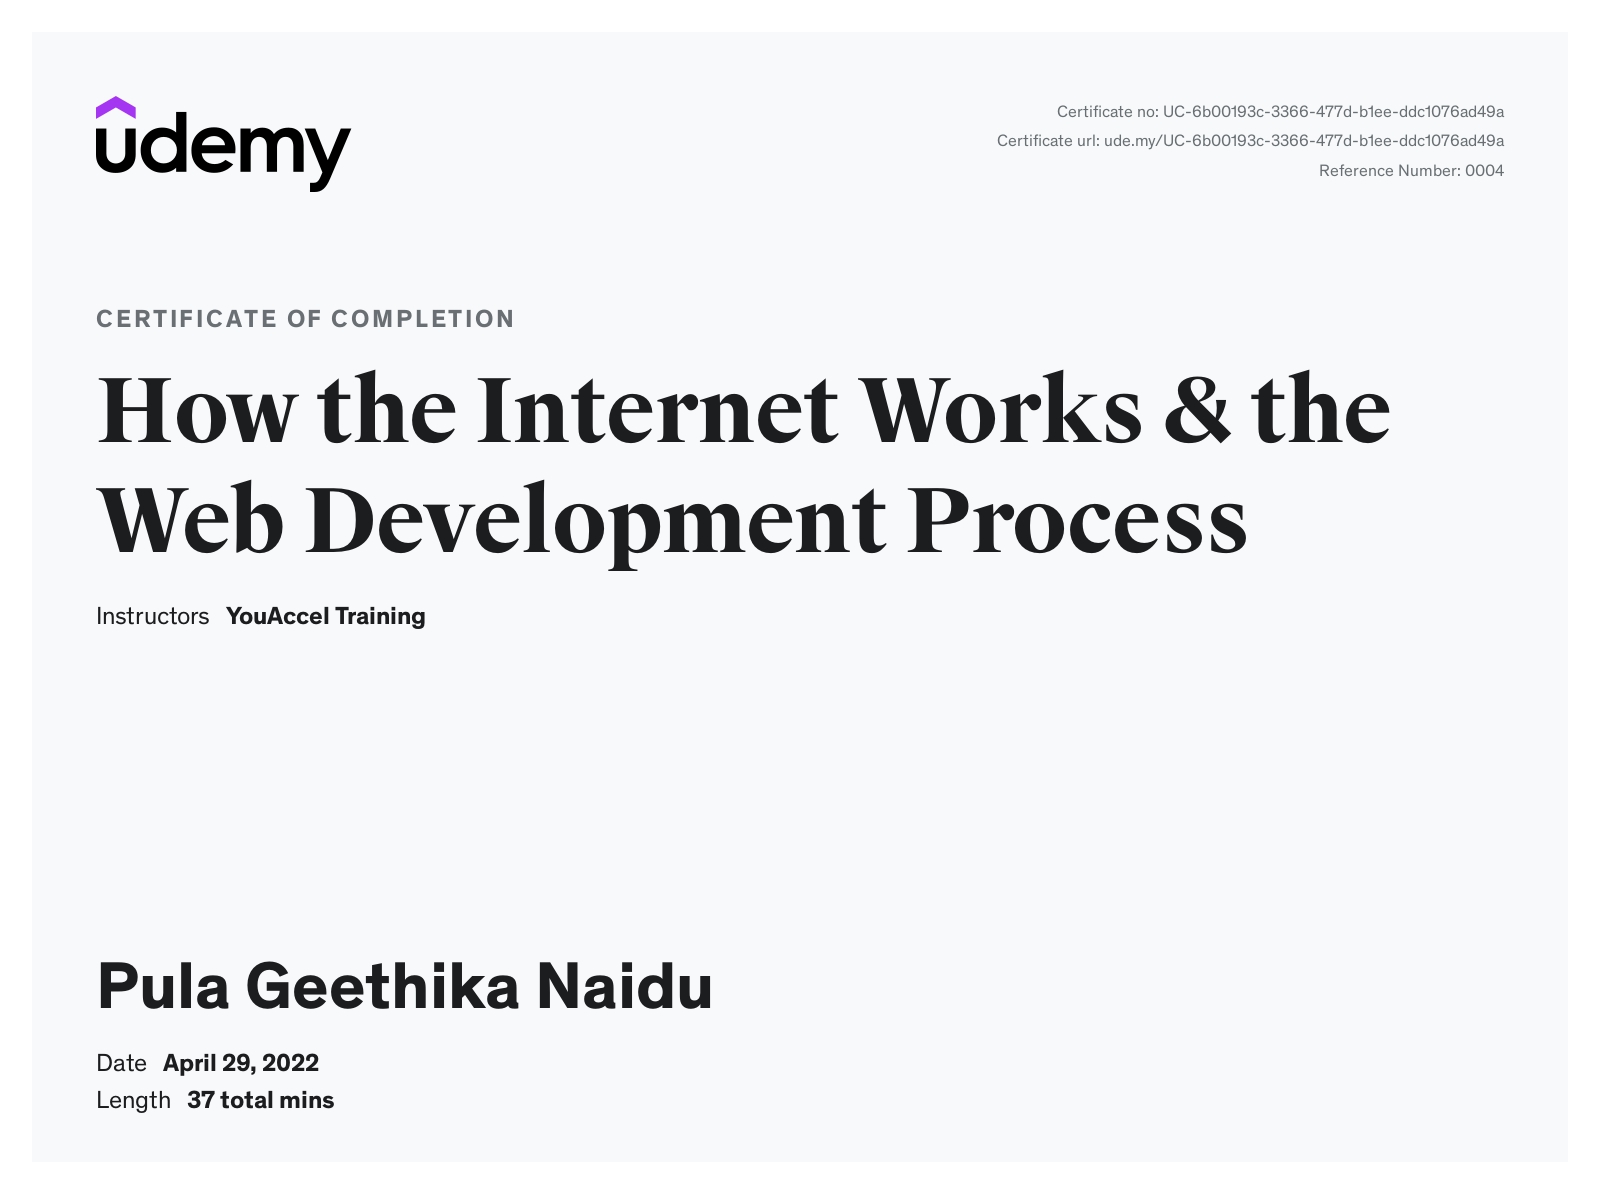 udemy
Certificate no: UC-6b00193c-3366-477d-b1ee-ddc1076ad49a
Certificate url: ude.my/UC-6b00193c-3366-477d-b1ee-ddc1076ad49a
Reference Number: 0004
CERTIFICATE OF COMPLETION
How the Internet Works & the
Web Development Process
Instructors YouAccel Training
Pula Geethika Naidu
Date April 29, 2022
Length 37 total mins